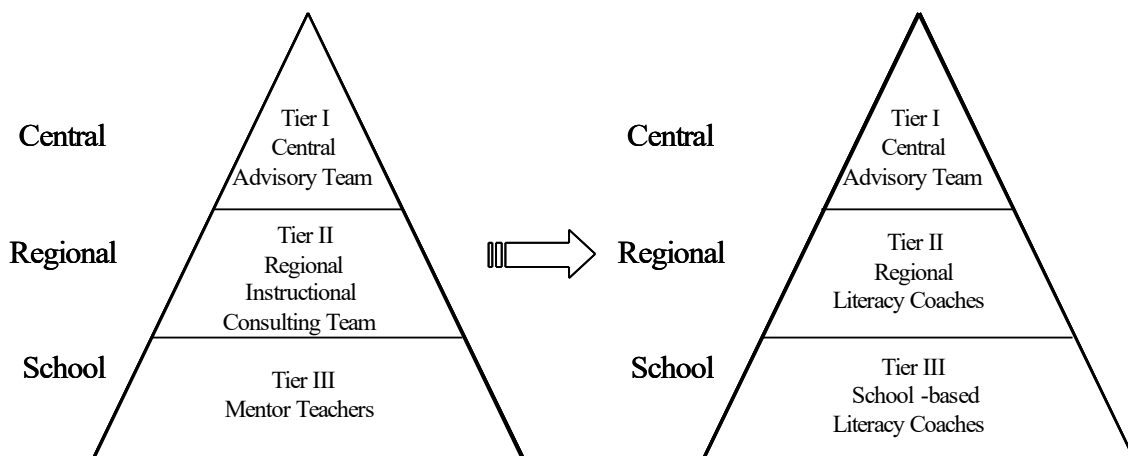 Central
Tier I
Central
Advisory Team
Regional
Tier II
Regional
Instructional
Consulting Team
School
Tier III
Mentor Teachers
Central
Tier I
Central
Advisory Team
Regional
Tier II
Regional
Literacy Coaches
School
Tier III
School -based
Literacy Coaches